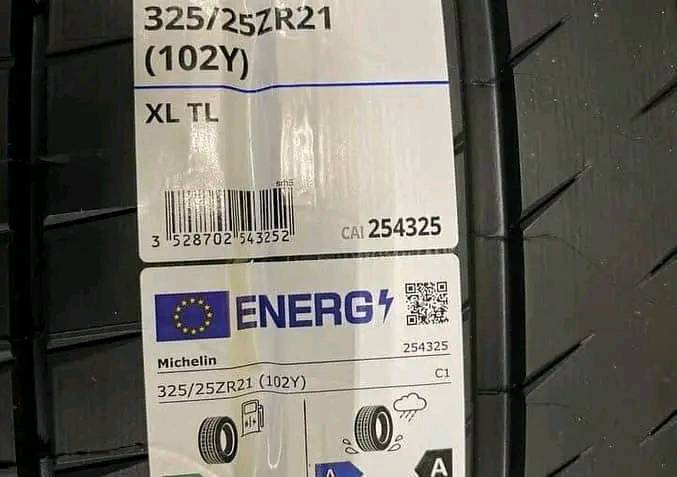 325/25ZR21
(102Y)
XL TL
3 528702 543252
CAI 254325
ENERG
Michelin
254325
325/25ZR21 (102Y)
C1
A
A